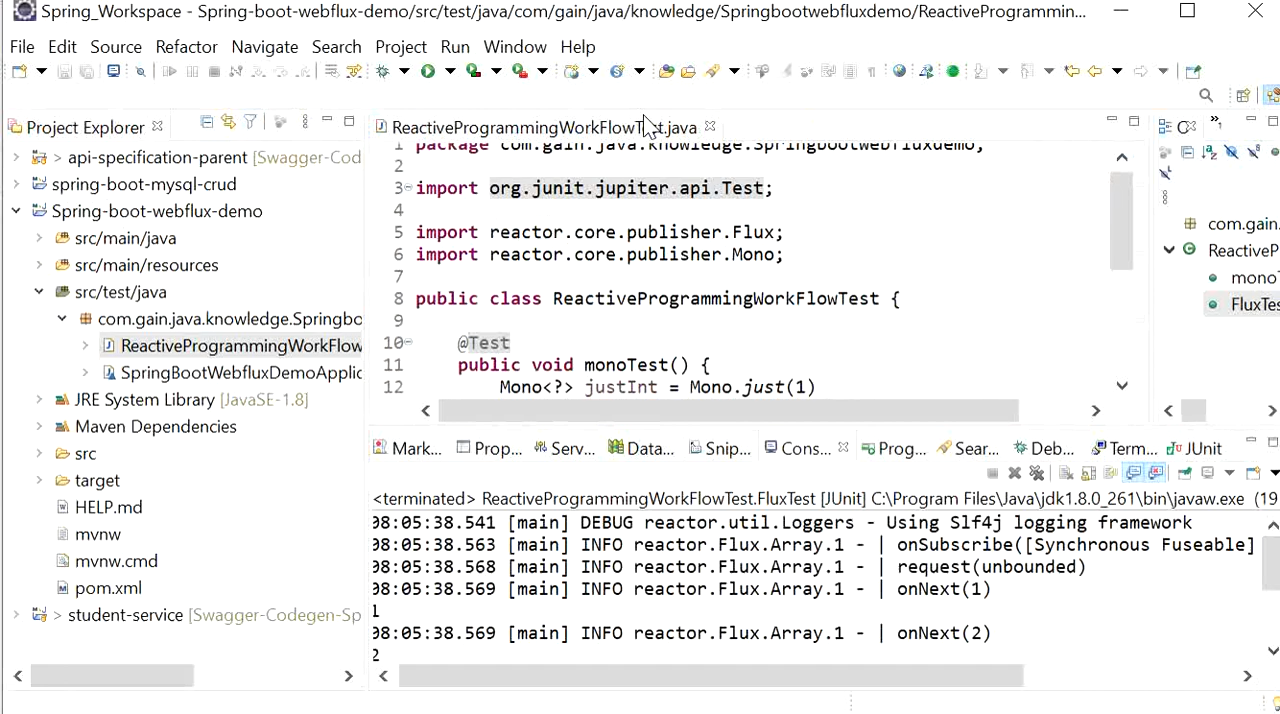 Spring_Workspace - Spring-boot-webflux-demo/src/test/java/com/gain/java/knowledge/Springbootwebfluxdemo/ReactiveProgrammin...
File Edit Source Refactor Navigate Search Project Run Window Help
Project Explorer
> api-specification-parent [Swagger-Cod
spring-boot-mysql-crud
Spring-boot-webflux-demo
src/main/java
src/main/resources
src/test/java
com.gain.java.knowledge.Springbo
ReactiveProgrammingWorkFlow
SpringBootWebfluxDemoApplic
JRE System Library [JavaSE-1.8]
Maven Dependencies
src
target
HELP.md
mvnw
mvnw.cmd
pom.xml
> student-service [Swagger-Codegen-Sp
ReactiveProgrammingWorkFlowTest.java
1 package com.gain.java.knowledge.Springbootwebfluxdemo;
2
3 import org.junit.jupiter.api.Test;
4
5 import reactor.core.publisher.Flux;
6 import reactor.core.publisher.Mono;
7
8 public class ReactiveProgrammingWorkFlowTest {
9
10 @Test
11 public void monoTest() {
12 Mono<?> justInt = Mono.just(1)
com.gain.
ReactiveP
mono
FluxTes
Mark... Prop... Serv... Data... Snip... Cons... Prog... Sear... Deb... Term... JUnit
<terminated> ReactiveProgrammingWorkFlowTest.FluxTest [JUnit] C:\Program Files\Java\jdk1.8.0_261\bin\javaw.exe (19
08:05:38.541 [main] DEBUG reactor.util.Loggers - Using Slf4j logging framework
08:05:38.563 [main] INFO reactor.Flux.Array.1 - | onSubscribe([Synchronous Fuseable]
08:05:38.568 [main] INFO reactor.Flux.Array.1 - | request(unbounded)
08:05:38.569 [main] INFO reactor.Flux.Array.1 - | onNext(1)
1
08:05:38.569 [main] INFO reactor.Flux.Array.1 - | onNext(2)
2